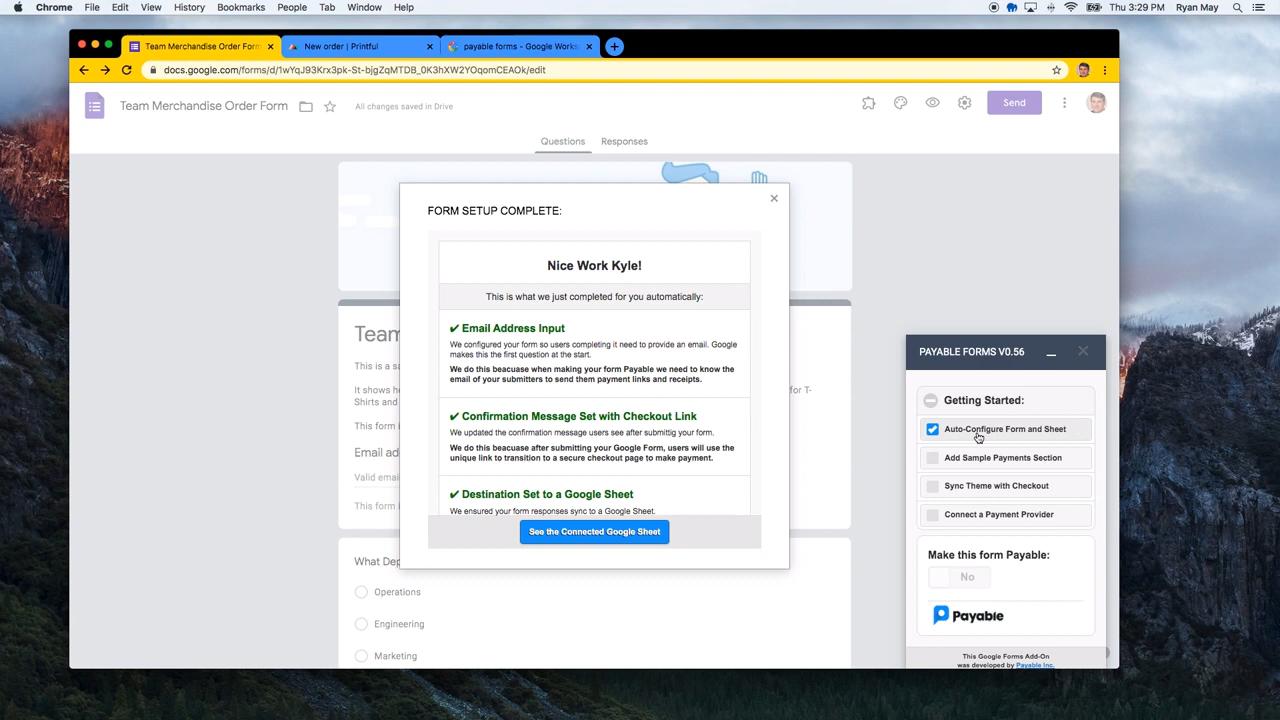 Chrome File Edit View History Bookmarks People Tab Window Help Thu 3:29 PM Ryan May
Team Merchandise Order Form New order | Printful payable forms - Google Works
docs.google.com/forms/d/1wYqJ93Krx3pk-St-bjgZqMTDB_0K3hXW2YOqomCEAOk/edit
Team Merchandise Order Form All changes saved in Drive Send
Questions Responses
FORM SETUP COMPLETE:
Nice Work Kyle!
This is what we just completed for you automatically:
✔ Email Address Input
We configured your form so users completing it need to provide an email. Google
makes this the first question at the start.
We do this beacuase when making your form Payable we need to know the
email of your submitters to send them payment links and receipts.
✔ Confirmation Message Set with Checkout Link
We updated the confirmation message users see after submittig your form.
We do this beacuase after submitting your Google Form, users will use the
unique link to transition to a secure checkout page to make payment.
✔ Destination Set to a Google Sheet
We ensured your form responses sync to a Google Sheet.
See the Connected Google Sheet
Team
This is a sa
It shows he
for T-
Shirts and
This form i
Email ad
Valid emai
This form
What Dep
Operations
Engineering
Marketing
PAYABLE FORMS V0.56
Getting Started:
Auto-Configure Form and Sheet
Add Sample Payments Section
Sync Theme with Checkout
Connect a Payment Provider
Make this form Payable:
No
Payable
This Google Forms Add-On
was developed by Payable Inc.